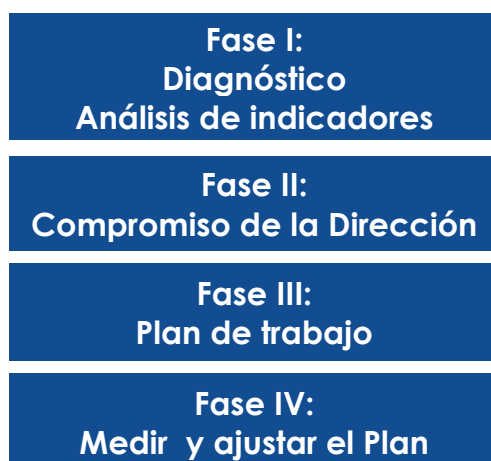 Fase I:
Diagnóstico
Análisis de indicadores
Fase II:
Compromiso de la Dirección
Fase III:
Plan de trabajo
Fase IV:
Medir  y ajustar el Plan